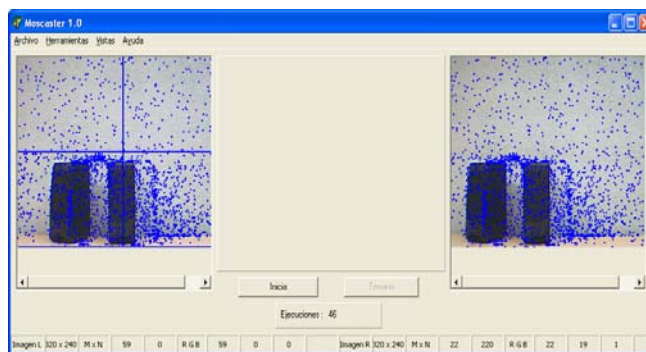 Moscaster 1.0
Archivo Herramientas Vistas Ayuda
Inicia
Ejecuciones : 46
Imagen L 320 x 240 M x N 59 0 R G B 59 0 0 Imagen R 320 x 240 M x N 22 220 R G B 22 19 1